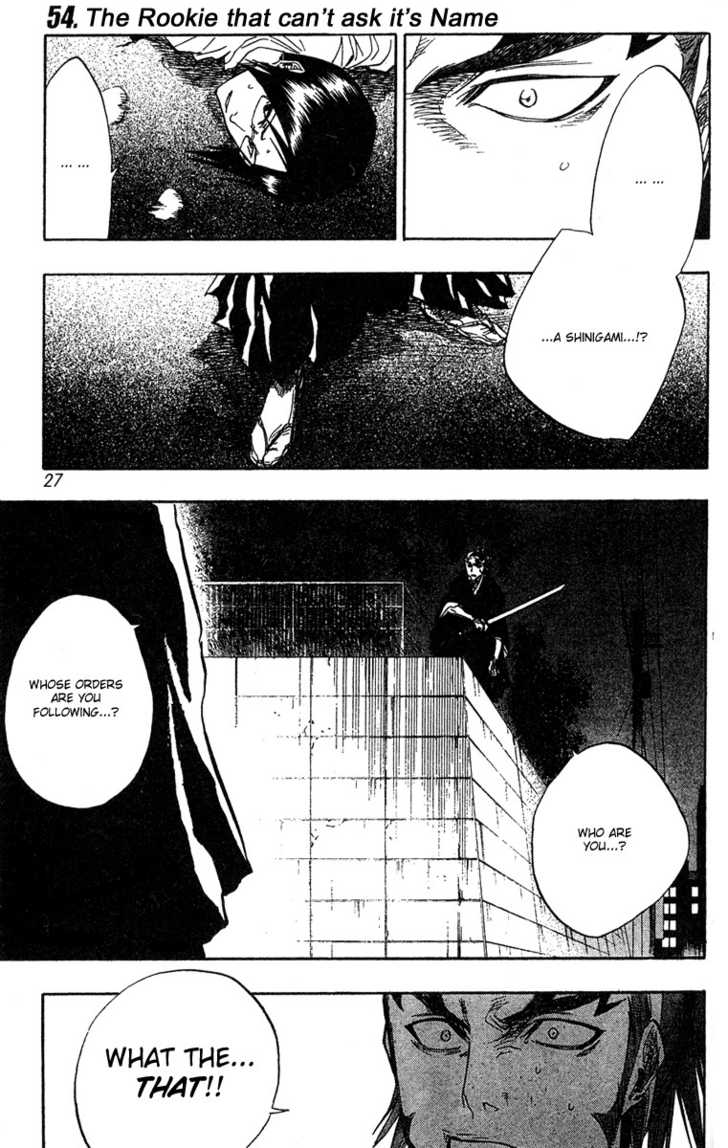 54. The Rookie that can't ask it's Name
... ...
...A SHINIGAMI...!?
... ...
27
WHO ARE
YOU...?
WHOSE ORDERS
ARE YOU
FOLLOWING...?
WHAT THE...
THAT!!